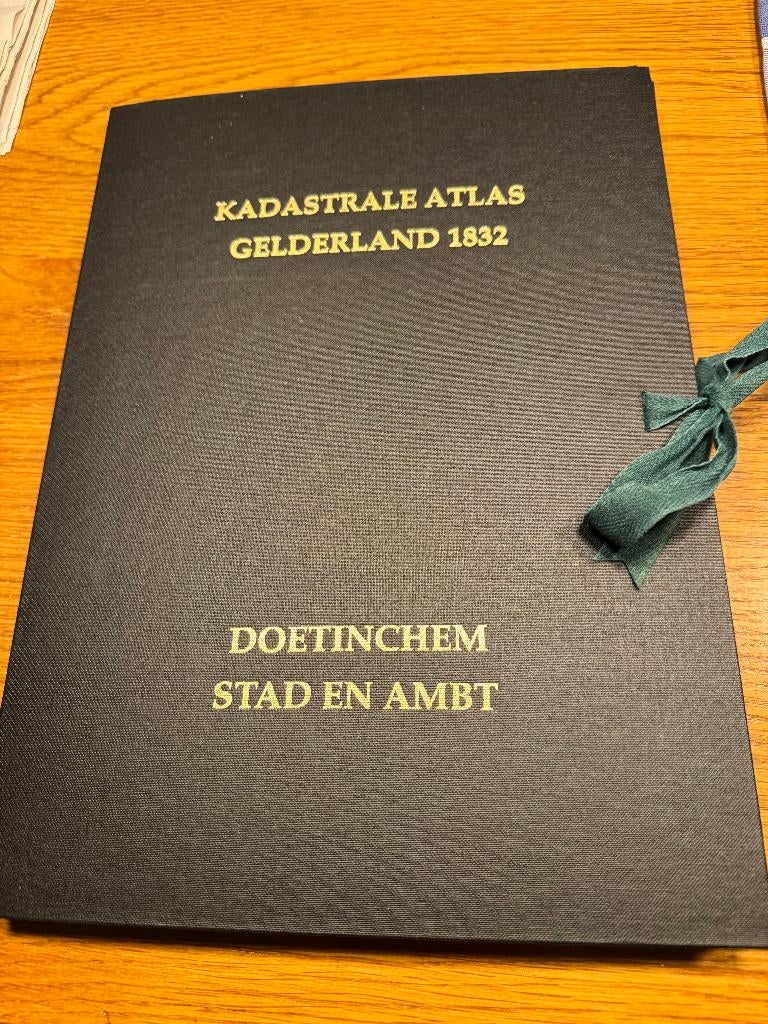 KADASTRALE ATLAS
GELDERLAND 1832
DOETINCHEM
STAD EN AMBT